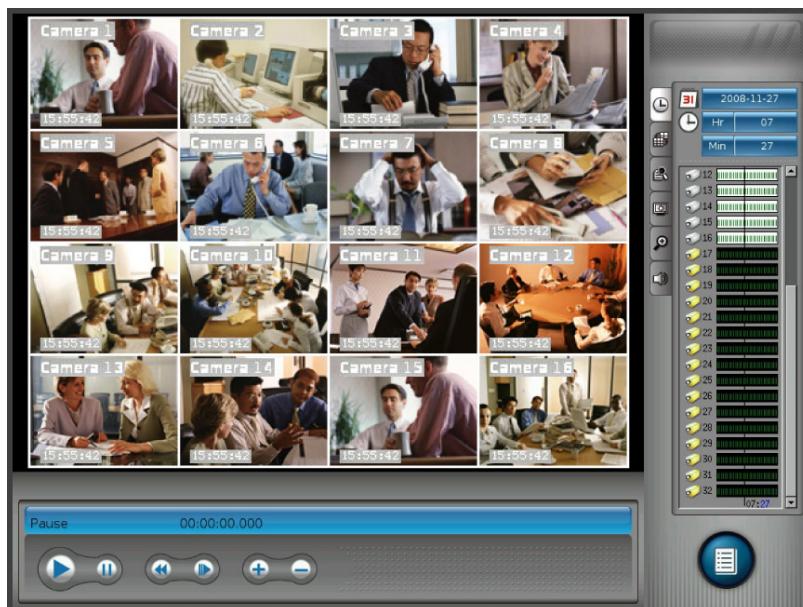 Camera 1
Camera 2
Camera 3
Camera 4
15:55:42
15:55:42
15:55:42
15:55:42
Camera 5
Camera 6
Camera 7
Camera 8
15:55:42
15:55:42
15:55:42
15:55:42
Camera 9
Camera 10
Camera 11
Camera 12
15:55:42
15:55:42
15:55:42
15:55:42
Camera 13
Camera 14
Camera 15
Camera 16
15:55:42
15:55:42
15:55:42
15:55:42
31
2008-11-27
Hr 07
Min 27
12
13
14
15
16
17
18
19
20
21
22
23
24
25
26
27
28
29
30
31
32
07:27
Pause 00:00:00.000